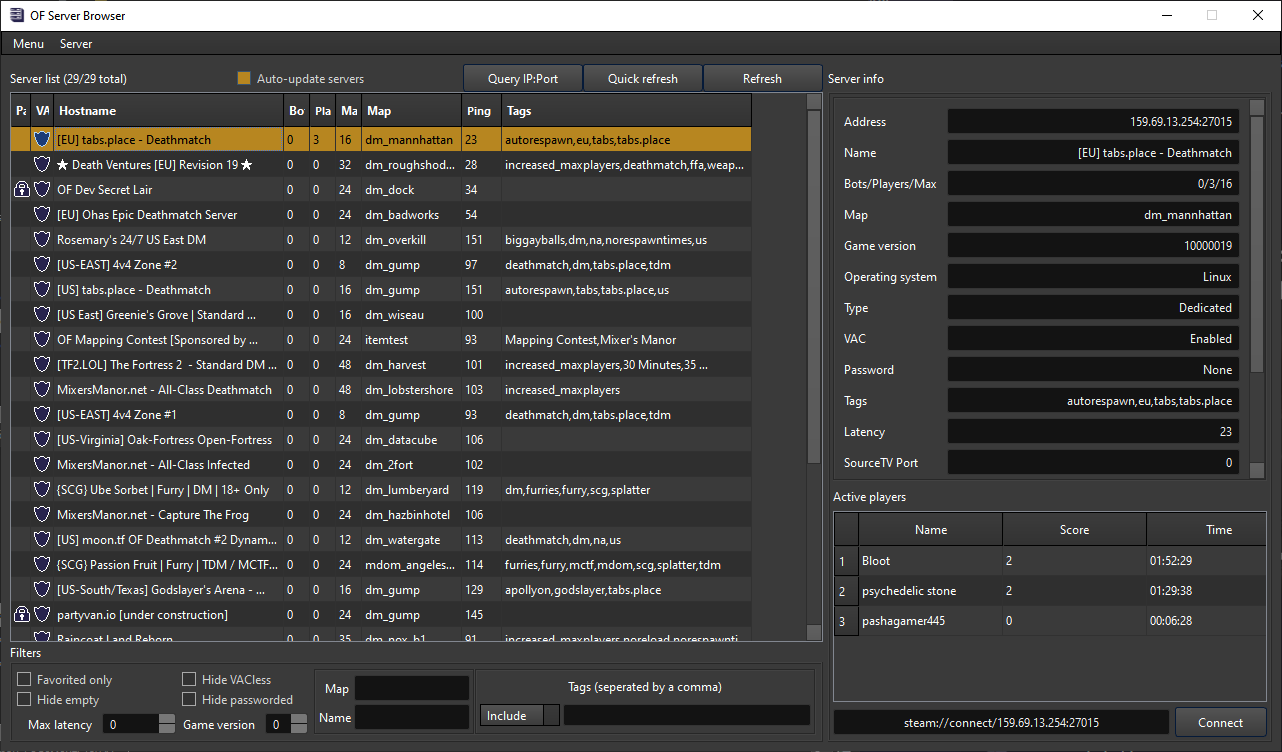 OF Server Browser
Menu Server
Server list (29/29 total) Auto-update servers Query IP:Port Quick refresh Refresh
Pa VA Hostname Bo Pla Ma Map Ping Tags
[EU] tabs.place - Deathmatch 0 3 16 dm_mannhattan 23 autorespawn,eu,tabs,tabs.place
★ Death Ventures [EU] Revision 19 ★ 0 0 32 dm_roughshod... 28 increased_maxplayers,deathmatch,ffa,weap...
OF Dev Secret Lair 0 0 24 dm_dock 34
[EU] Ohas Epic Deathmatch Server 0 0 24 dm_badworks 54
Rosemary's 24/7 US East DM 0 0 12 dm_overkill 151 biggayballs,dm,na,norespawntimes,us
[US-EAST] 4v4 Zone #2 0 0 8 dm_gump 97 deathmatch,dm,tabs.place,tdm
[US] tabs.place - Deathmatch 0 0 16 dm_gump 151 autorespawn,tabs,tabs.place,us
[US East] Greenie's Grove | Standard ... 0 0 16 dm_wiseau 100
OF Mapping Contest [Sponsored by ... 0 0 24 itemtest 93 Mapping Contest,Mixer's Manor
[TF2.LOL] The Fortress 2 - Standard DM ... 0 0 48 dm_harvest 101 increased_maxplayers,30 Minutes,35 ...
MixersManor.net - All-Class Deathmatch 0 0 48 dm_lobstershore 103 increased_maxplayers
[US-EAST] 4v4 Zone #1 0 0 8 dm_gump 93 deathmatch,dm,tabs.place,tdm
[US-Virginia] Oak-Fortress Open-Fortress 0 0 24 dm_datacube 106
MixersManor.net - All-Class Infected 0 0 24 dm_2fort 102
{SCG} Ube Sorbet | Furry | DM | 18+ Only 0 0 12 dm_lumberyard 119 dm,furries,furry,scg,splatter
MixersManor.net - Capture The Frog 0 0 24 dm_hazbinhotel 106
[US] moon.tf OF Deathmatch #2 Dynam... 0 0 12 dm_watergate 113 deathmatch,dm,na,us
{SCG} Passion Fruit | Furry | TDM / MCTF... 0 0 24 mdom_angeles... 114 furries,furry,mctf,mdom,scg,splatter,tdm
[US-South/Texas] Godslayer's Arena - ... 0 0 16 dm_gump 129 apollyon,godslayer,tabs.place
partyvan.io [under construction] 0 0 24 dm_gump 145
Raincoat Land Reborn 0 0 35 dm_nox_h1 91 increased_maxplayers,noreload,norespawnti...
Filters
Favorited only Hide VACless
Hide empty Hide passworded
Max latency 0 Game version 0
Map
Name
Tags (seperated by a comma)
Include
Server info
Address 159.69.13.254:27015
Name [EU] tabs.place - Deathmatch
Bots/Players/Max 0/3/16
Map dm_mannhattan
Game version 10000019
Operating system Linux
Type Dedicated
VAC Enabled
Password None
Tags autorespawn,eu,tabs,tabs.place
Latency 23
SourceTV Port 0
Active players
Name Score Time
1 Bloot 2 01:52:29
2 psychedelic stone 2 01:29:38
3 pashagamer445 0 00:06:28
steam://connect/159.69.13.254:27015 Connect